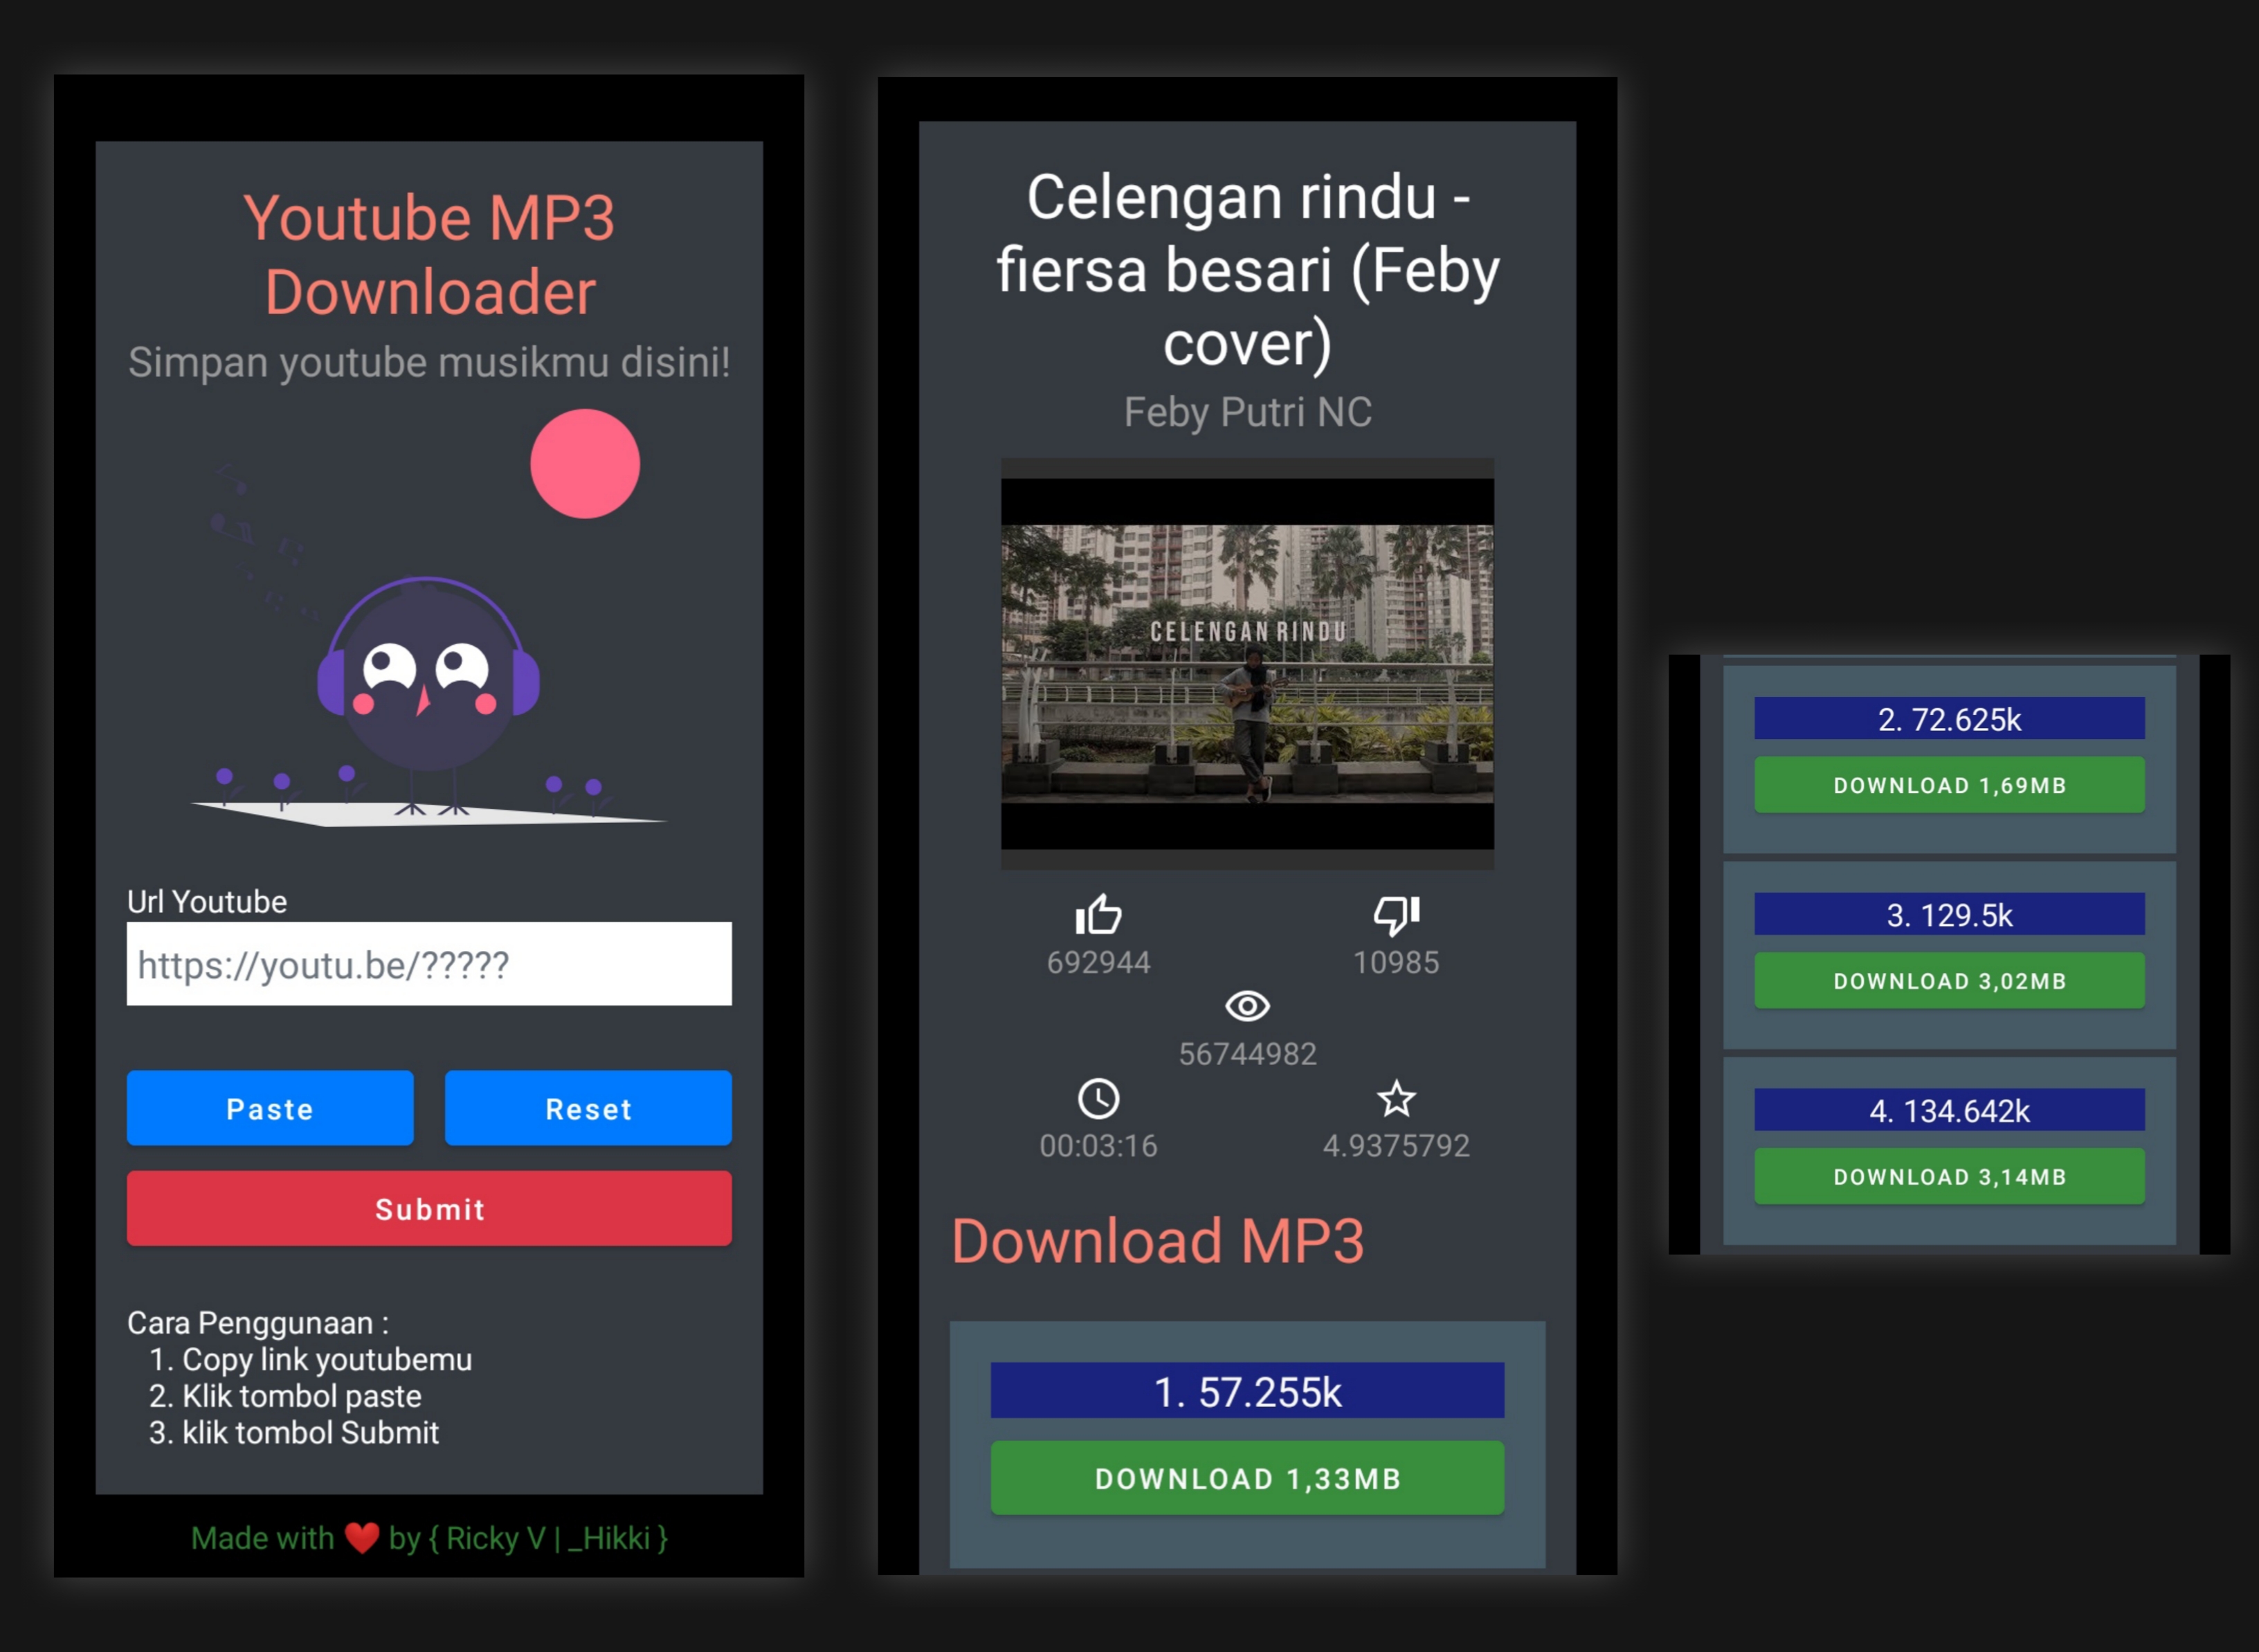 Youtube MP3
Downloader
Simpan youtube musikmu disini!
Url Youtube
https://youtu.be/?????
Paste
Reset
Submit
Cara Penggunaan :
1. Copy link youtubemu
2. Klik tombol paste
3. klik tombol Submit
Made with ❤️ by { Ricky V | _Hikki }
Celengan rindu -
fiersa besari (Feby
cover)
Feby Putri NC
CELENGAN RINDU
692944
10985
56744982
00:03:16
4.9375792
Download MP3
1. 57.255k
DOWNLOAD 1,33MB
2. 72.625k
DOWNLOAD 1,69MB
3. 129.5k
DOWNLOAD 3,02MB
4. 134.642k
DOWNLOAD 3,14MB